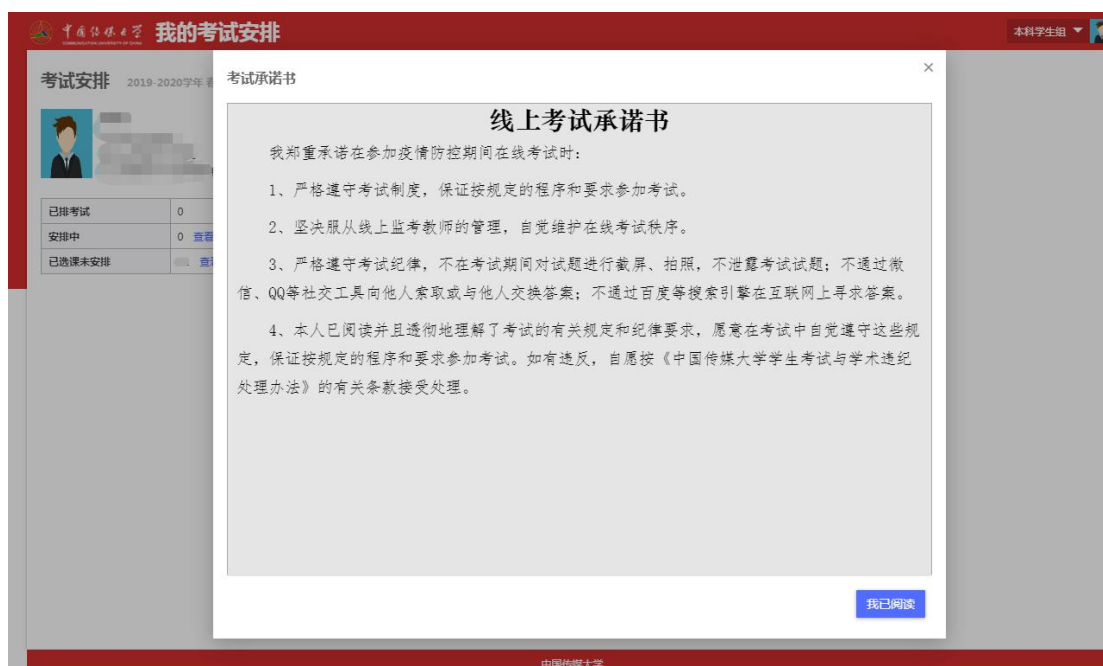 中国传媒大学 我的考试安排
COMMUNICATION UNIVERSITY OF CHINA
本科学生组
考试安排 2019-2020学年 春
已排考试 0
安排中 0 查看
已选课未安排 查
考试承诺书
×
线上考试承诺书
我郑重承诺在参加疫情防控期间在线考试时：
1、严格遵守考试制度，保证按规定的程序和要求参加考试。
2、坚决服从线上监考教师的管理，自觉维护在线考试秩序。
3、严格遵守考试纪律，不在考试期间对试题进行截屏、拍照，不泄露考试试题；不通过微
信、QQ等社交工具向他人索取或与他人交换答案；不通过百度等搜索引擎在互联网上寻求答案。
4、本人已阅读并且透彻地理解了考试的有关规定和纪律要求，愿意在考试中自觉遵守这些规
定，保证按规定的程序和要求参加考试。如有违反，自愿按《中国传媒大学学生考试与学术违纪
处理办法》的有关条款接受处理。
我已阅读
中国传媒大学